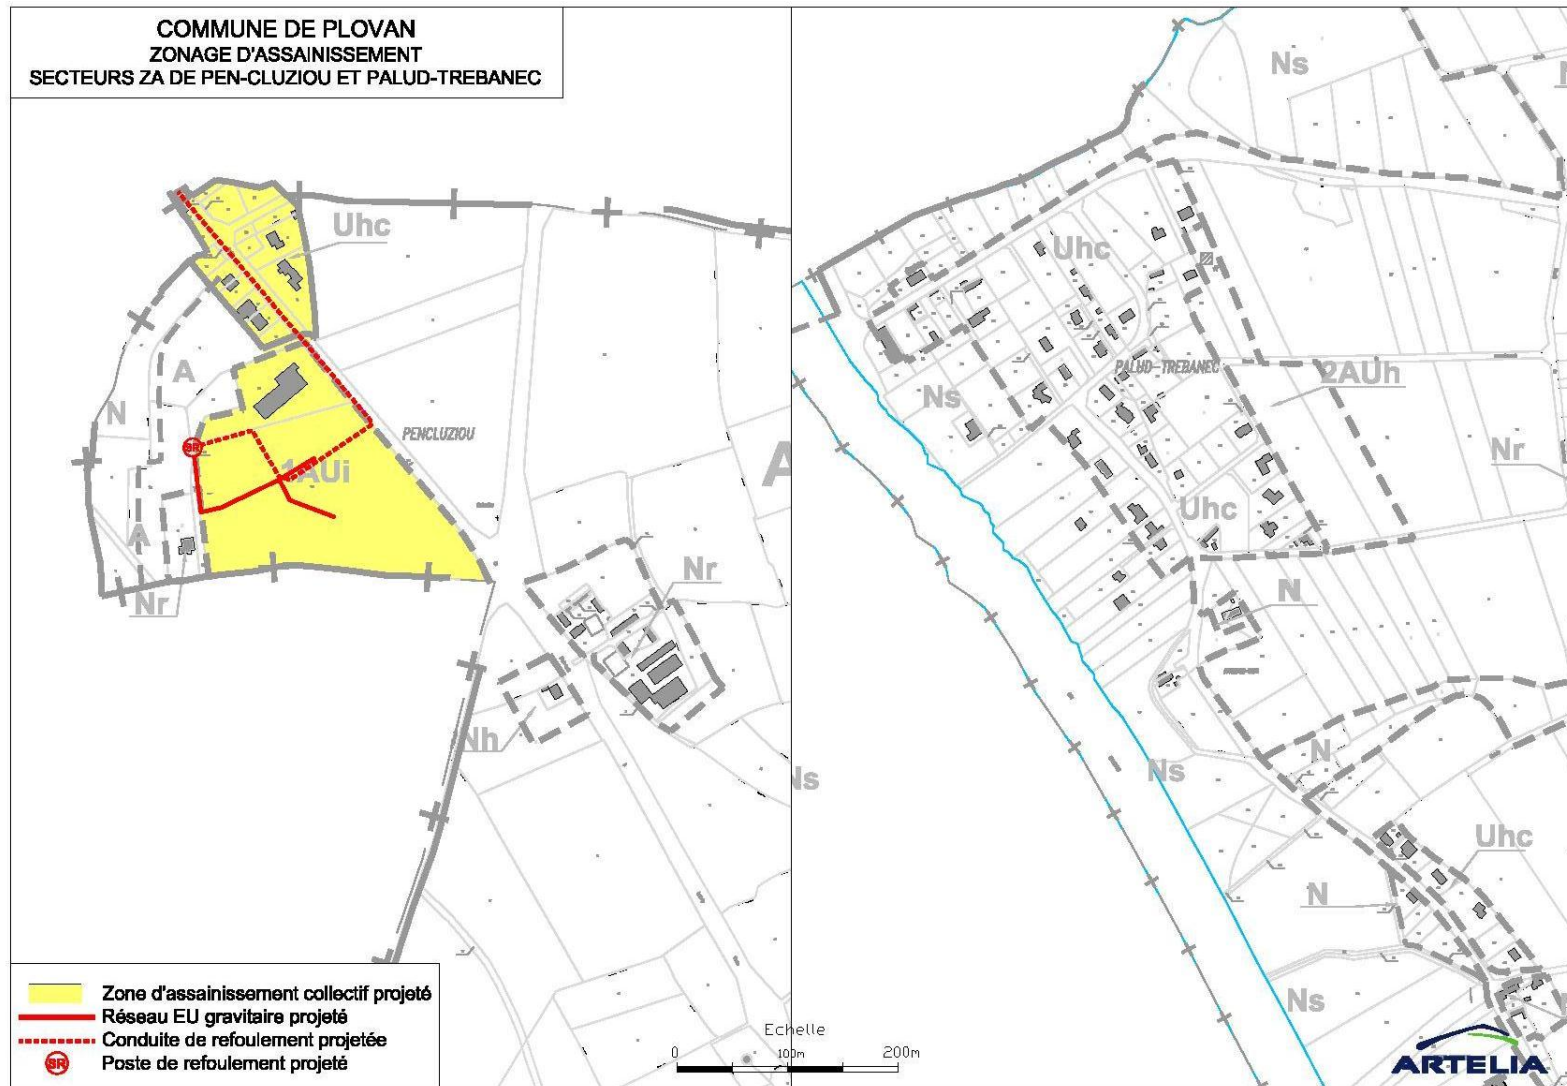 COMMUNE DE PLOVAN
ZONAGE D'ASSAINISSEMENT
SECTEURS ZA DE PEN-CLUZIOU ET PALUD-TREBANEC
Uhc
A
N
PENCLUZIOU
SR
1AUi
A
Nr
Nr
Nh
A
Ns
Ns
Uhc
PALUD-TREBANEC
2AUh
Ns
Nr
Uhc
N
Ns
N
Uhc
N
Ns
Zone d'assainissement collectif projeté
Réseau EU gravitaire projeté
Conduite de refoulement projetée
SR Poste de refoulement projeté
Echelle
0 100m 200m
ARTELIA